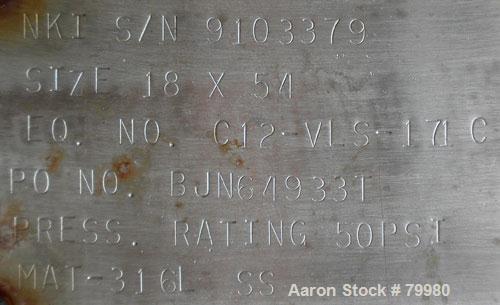 NKI S/N 9103379
SIZE 18 X 54
EQ. NO. C12-VLS-171C
PO NO. BJN64933T
PRESS. RATING 50PSI
MAT-316L SS
Aaron Stock # 79980